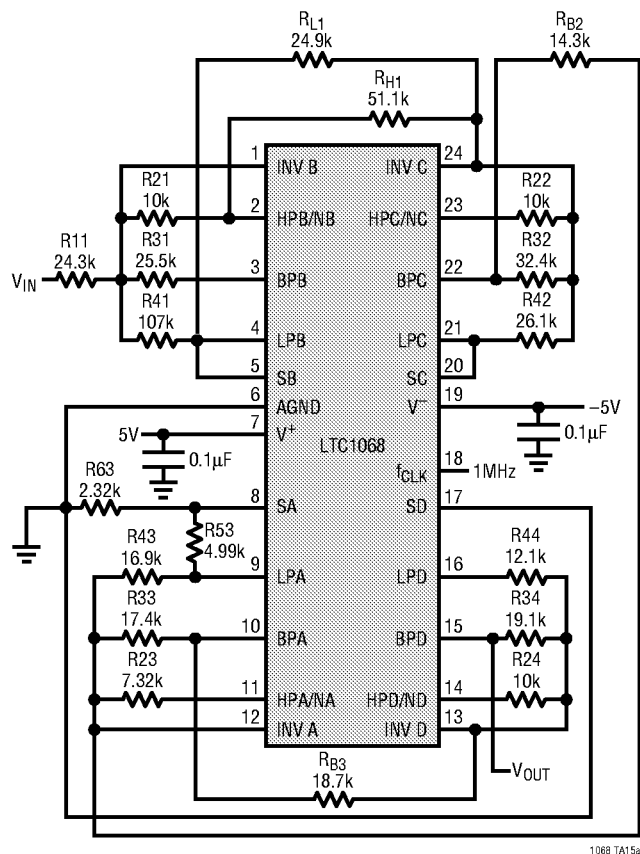 RL1
24.9k
RB2
14.3k
RH1
51.1k
1
INV B
INV C
24
R21
10k
2
HPB/NB
HPC/NC
23
R22
10k
R11
24.3k
VIN
R31
25.5k
3
BPB
BPC
22
R32
32.4k
R41
107k
4
LPB
LPC
21
R42
26.1k
5
SB
SC
20
6
AGND
V−
19
−5V
5V
7
V+
0.1µF
LTC1068
0.1µF
fCLK
18
1MHz
R63
2.32k
8
SA
SD
17
R53
4.99k
R43
16.9k
9
LPA
LPD
16
R44
12.1k
R33
17.4k
10
BPA
BPD
15
R34
19.1k
R23
7.32k
11
HPA/NA
HPD/ND
14
R24
10k
12
INV A
INV D
13
VOUT
RB3
18.7k
1068 TA15a